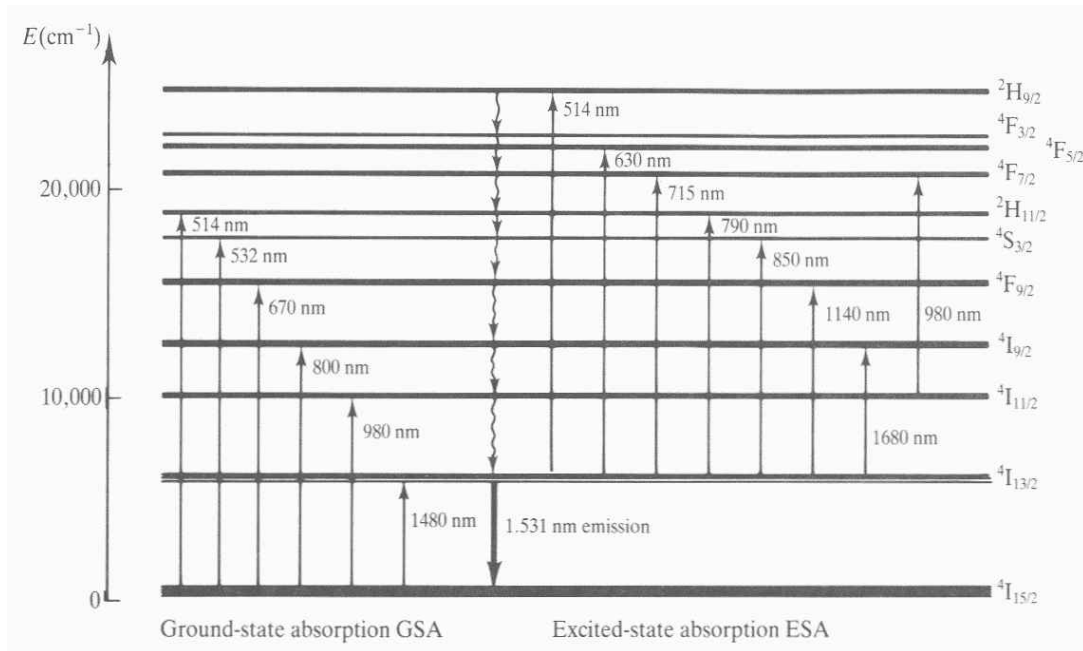 E(cm⁻¹)
²H9/2
514 nm
⁴F3/2
⁴F5/2
630 nm
⁴F7/2
20,000
715 nm
²H11/2
514 nm
790 nm
⁴S3/2
532 nm
850 nm
⁴F9/2
670 nm
1140 nm
980 nm
⁴I9/2
800 nm
10,000
⁴I11/2
980 nm
1680 nm
⁴I13/2
1480 nm
1.531 nm emission
0
⁴I15/2
Ground-state absorption GSA
Excited-state absorption ESA